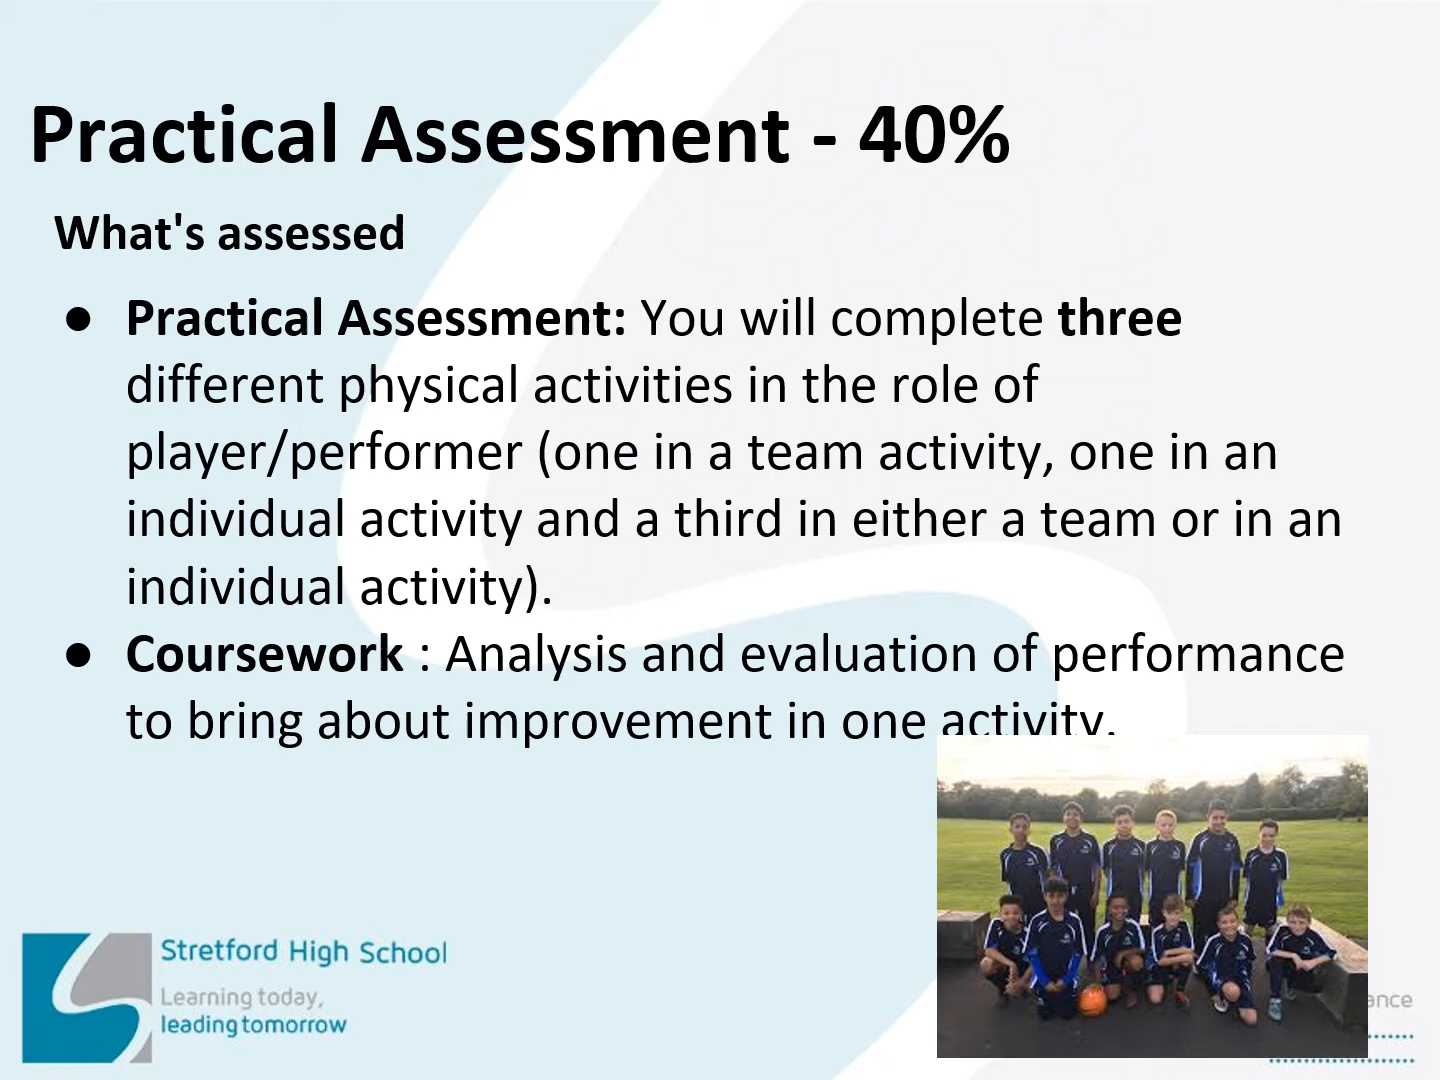 Practical Assessment - 40%
What's assessed
● Practical Assessment: You will complete three
different physical activities in the role of
player/performer (one in a team activity, one in an
individual activity and a third in either a team or in an
individual activity).
● Coursework : Analysis and evaluation of performance
to bring about improvement in one activity.
Stretford High School
Learning today,
leading tomorrow